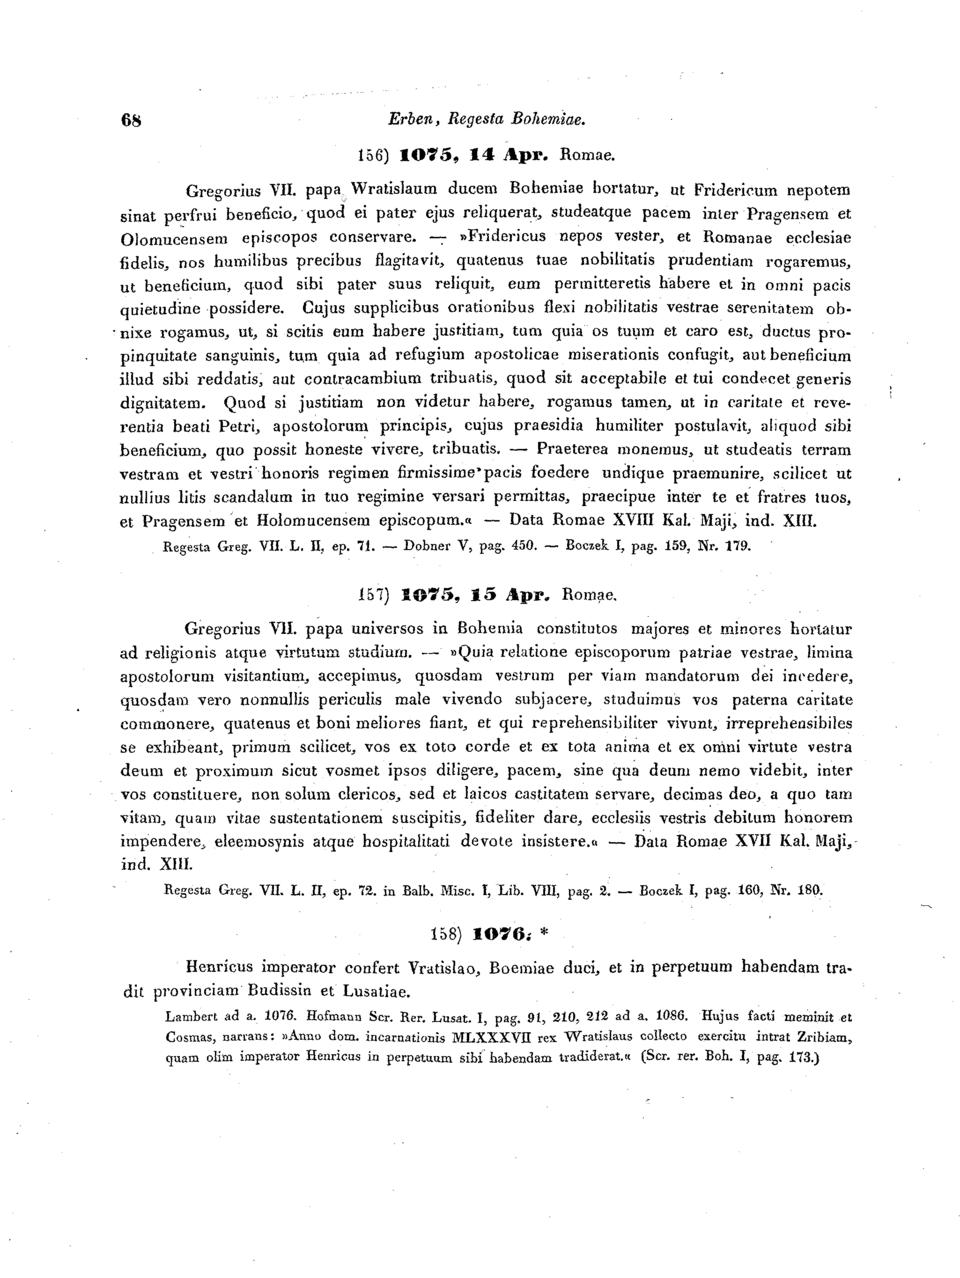 68 Erben, Regesta Bohemiae.
156) 1075, 14 Apr. Romae.
Gregorius VII. papa Wratislaum ducem Bohemiae hortatur, ut Fridericum nepotem
sinat perfrui beneficio, quod ei pater ejus reliquerat, studeatque pacem inter Pragensem et
Olomucensem episcopos conservare. — »Fridericus nepos vester, et Romanae ecclesiae
fidelis, nos humilibus precibus flagitavit, quatenus tuae nobilitatis prudentiam rogaremus,
ut beneficium, quod sibi pater suus reliquit, eum permitteretis habere et in omni pacis
quietudine possidere. Cujus supplicibus orationibus flexi nobilitatis vestrae serenitatem ob-
nixe rogamus, ut, si scitis eum habere justitiam, tum quia os tuum et caro est, ductus pro-
pinquitate sanguinis, tum quia ad refugium apostolicae miserationis confugit, aut beneficium
illud sibi reddatis, aut contracambium tribuatis, quod sit acceptabile et tui condecet generis
dignitatem. Quod si justitiam non videtur habere, rogamus tamen, ut in caritate et reve-
rentia beati Petri, apostolorum principis, cujus praesidia humiliter postulavit, aliquod sibi
beneficium, quo possit honeste vivere, tribuatis. — Praeterea monemus, ut studeatis terram
vestram et vestri honoris regimen firmissime pacis foedere undique praemunire, scilicet ut
nullius litis scandalum in tuo regimine versari permittas, praecipue inter te et fratres tuos,
et Pragensem et Holomucensem episcopum.« — Data Romae XVIII Kal. Maji, ind. XIII.
Regesta Greg. VII. L. II, ep. 71. — Dobner V, pag. 450. — Boczek I, pag. 159, Nr. 179.
157) 1075, 15 Apr. Romae.
Gregorius VII. papa universos in Bohemia constitutos majores et minores hortatur
ad religionis atque virtutum studium. — »Quia relatione episcoporum patriae vestrae, limina
apostolorum visitantium, accepimus, quosdam vestrum per viam mandatorum dei incedere,
quosdam vero nonnullis periculis male vivendo subjacere, studuimus vos paterna caritate
commonere, quatenus et boni meliores fiant, et qui reprehensibiliter vivunt, irreprehensibiles
se exhibeant, primum scilicet, vos ex toto corde et ex tota anima et ex omni virtute vestra
deum et proximum sicut vosmet ipsos diligere, pacem, sine qua deum nemo videbit, inter
vos constituere, non solum clericos, sed et laicos castitatem servare, decimas deo, a quo tam
vitam, quam vitae sustentationem suscipitis, fideliter dare, ecclesiis vestris debitum honorem
impendere, eleemosynis atque hospitalitati devote insistere.« — Data Romae XVII Kal. Maji,
ind. XIII.
Regesta Greg. VII. L. II, ep. 72. in Balb. Misc. I, Lib. VIII, pag. 2. — Boczek I, pag. 160, Nr. 180.
158) 1076. *
Henricus imperator confert Vratislao, Boemiae duci, et in perpetuum habendam tra-
dit provinciam Budissin et Lusatiae.
Lambert ad a. 1076. Hofmann Scr. Rer. Lusat. I, pag. 91, 210, 212 ad a. 1086. Hujus facti meminit et
Cosmas, narrans: »Anno dom. incarnationis MLXXXVII rex Wratislaus collecto exercitu intrat Zribiam,
quam olim imperator Henricus in perpetuum sibi habendam tradiderat.« (Scr. rer. Boh. I, pag. 173.)